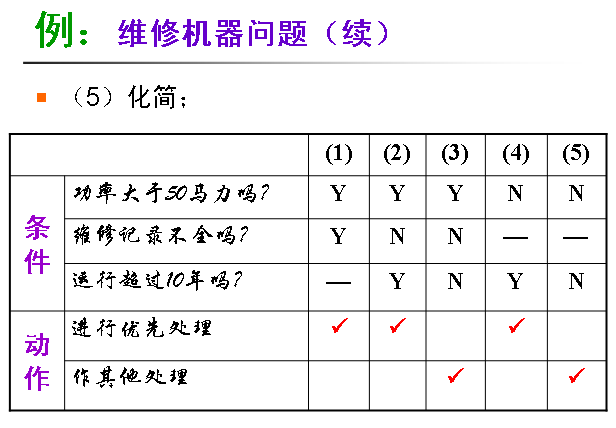 例：维修机器问题（续）
（5）化简；
(1) (2) (3) (4) (5)
条件
功率大于50马力吗？ Y Y Y N N
维修记录不全吗？ Y N N — —
运行超过10年吗？ — Y N Y N
动作
进行优先处理 ✓ ✓ ✓
作其他处理 ✓ ✓